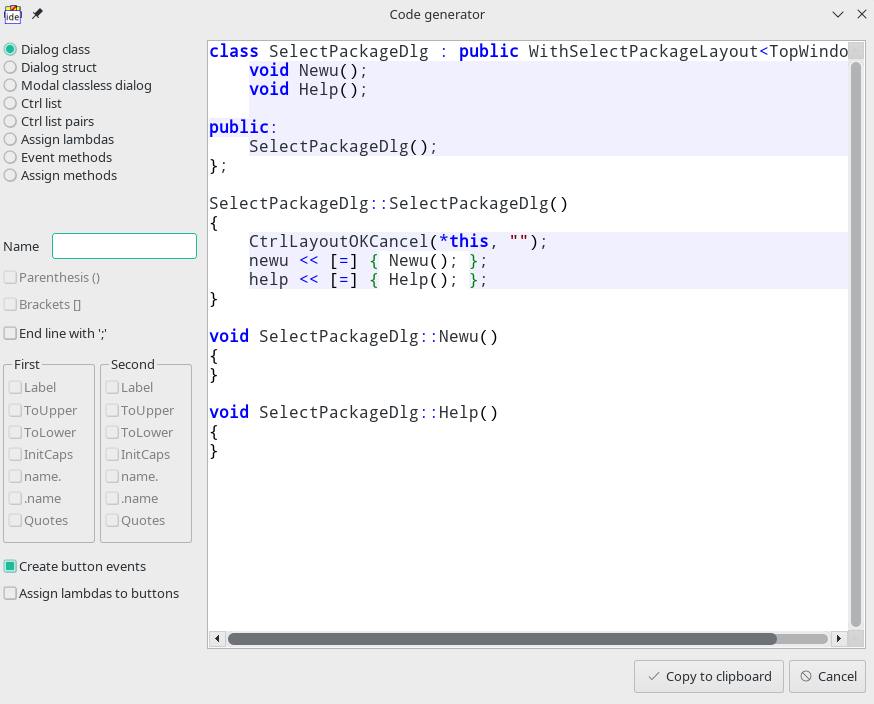 ide
Code generator
Dialog class
Dialog struct
Modal classless dialog
Ctrl list
Ctrl list pairs
Assign lambdas
Event methods
Assign methods
Name
Parenthesis ()
Brackets []
End line with ';'
First
Label
ToUpper
ToLower
InitCaps
name.
.name
Quotes
Second
Label
ToUpper
ToLower
InitCaps
name.
.name
Quotes
Create button events
Assign lambdas to buttons
class SelectPackageDlg : public WithSelectPackageLayout<TopWindo
    void Newu();
    void Help();

public:
    SelectPackageDlg();
};

SelectPackageDlg::SelectPackageDlg()
{
    CtrlLayoutOKCancel(*this, "");
    newu << [=] { Newu(); };
    help << [=] { Help(); };
}

void SelectPackageDlg::Newu()
{
}

void SelectPackageDlg::Help()
{
}
Copy to clipboard
Cancel